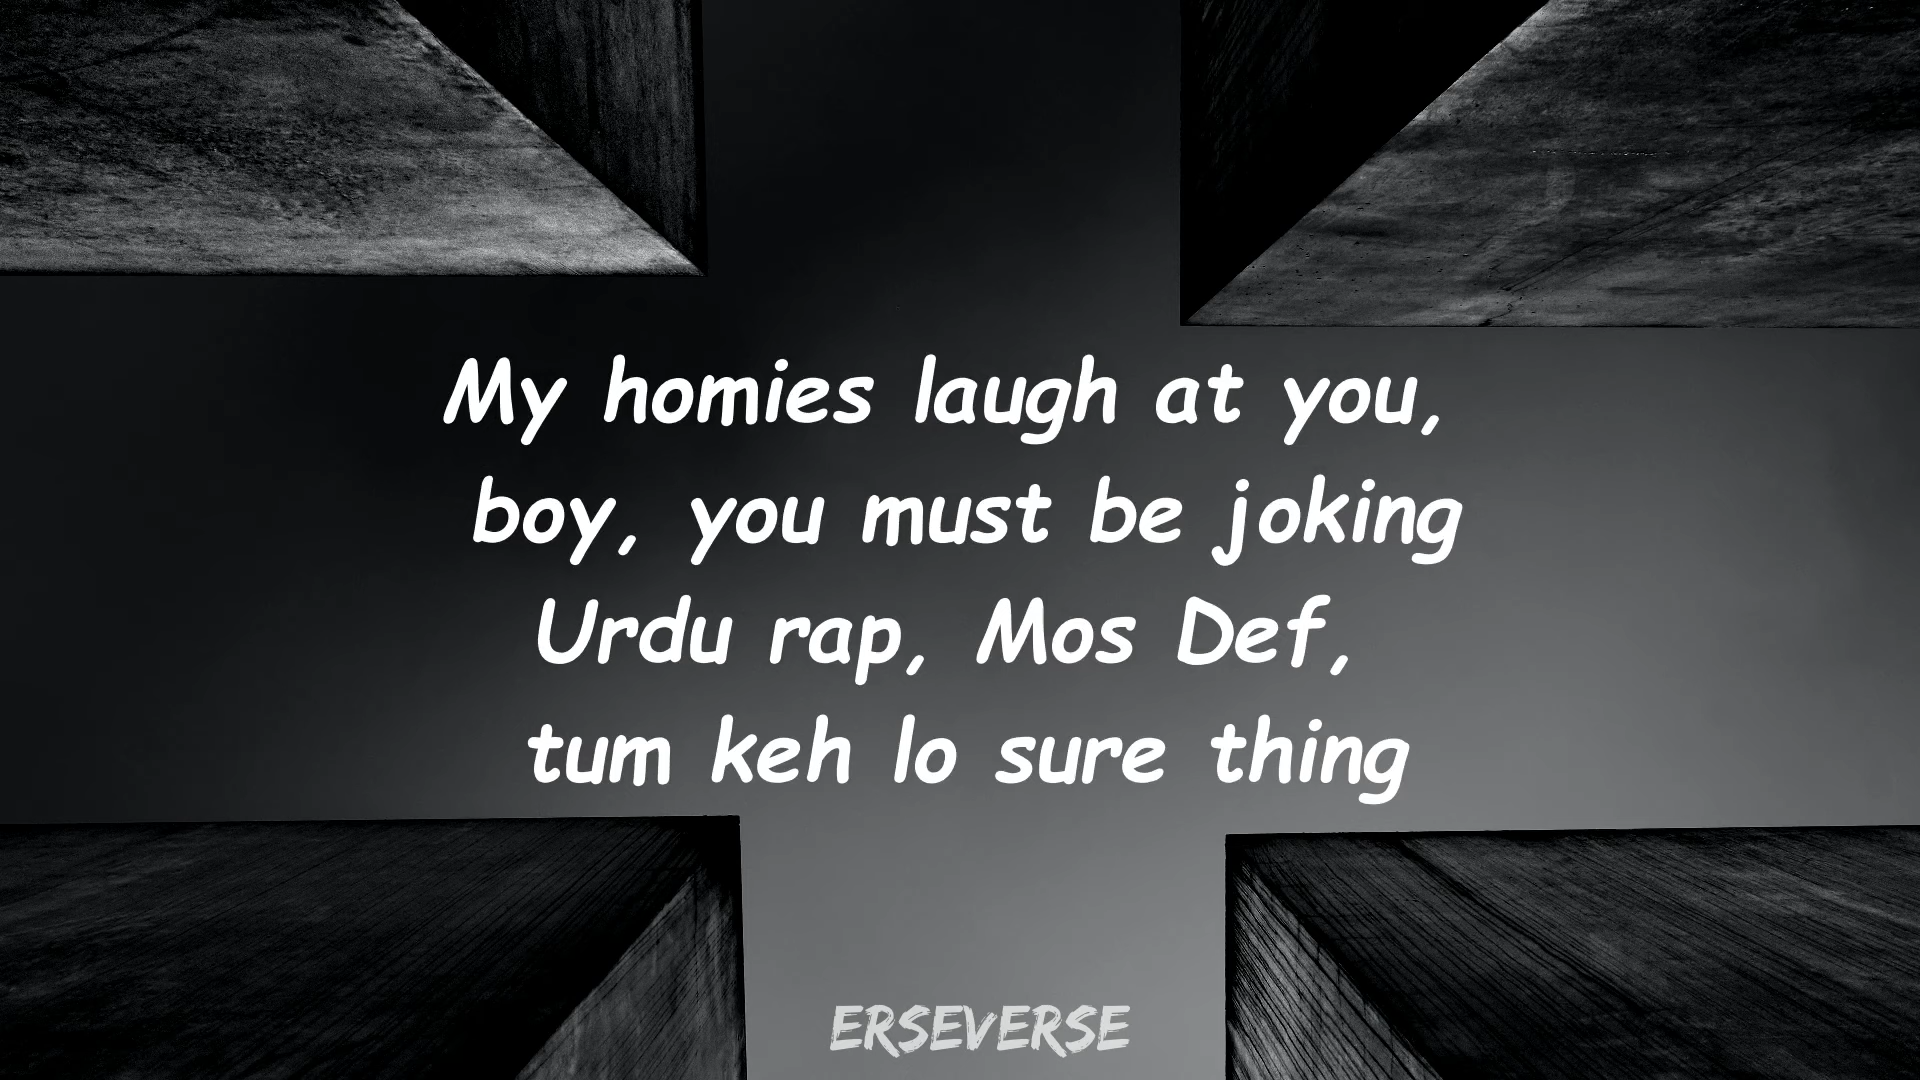 My homies laugh at you,
boy, you must be joking
Urdu rap, Mos Def,
tum keh lo sure thing
ERSEVERSE